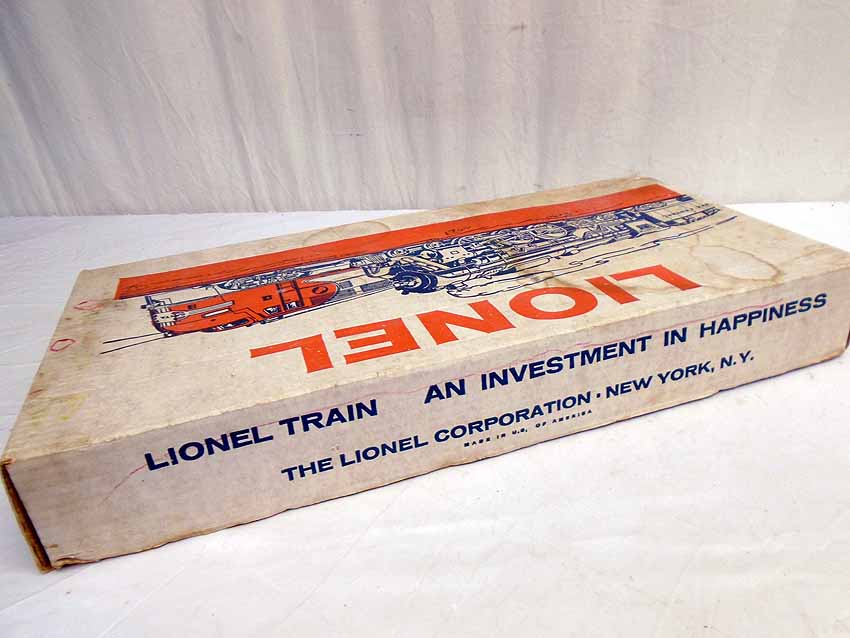 LIONEL
LIONEL TRAIN AN INVESTMENT IN HAPPINESS
THE LIONEL CORPORATION • NEW YORK, N.Y.
MADE IN U.S. OF AMERICA